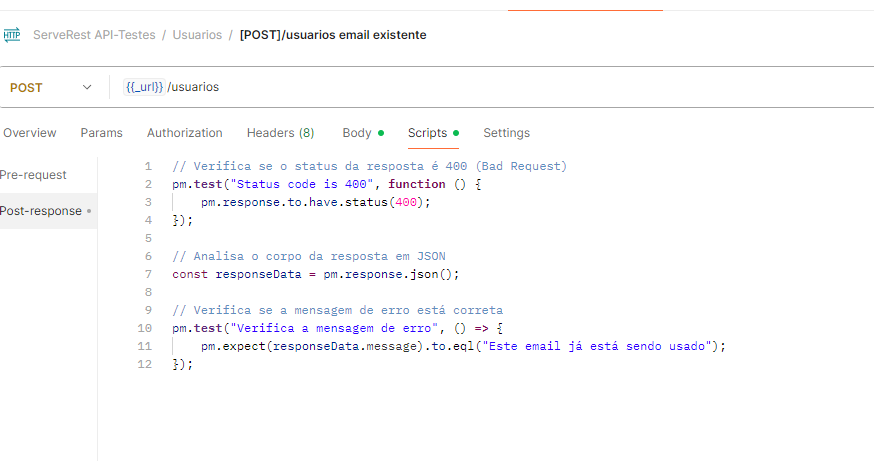 HTTP ServeRest API-Testes / Usuarios / [POST]/usuarios email existente
POST {{_url}}/usuarios
Overview Params Authorization Headers (8) Body Scripts Settings
Pre-request
Post-response
1 // Verifica se o status da resposta é 400 (Bad Request)
2 pm.test("Status code is 400", function () {
3 pm.response.to.have.status(400);
4 });
5
6 // Analisa o corpo da resposta em JSON
7 const responseData = pm.response.json();
8
9 // Verifica se a mensagem de erro está correta
10 pm.test("Verifica a mensagem de erro", () => {
11 pm.expect(responseData.message).to.eql("Este email já está sendo usado");
12 });